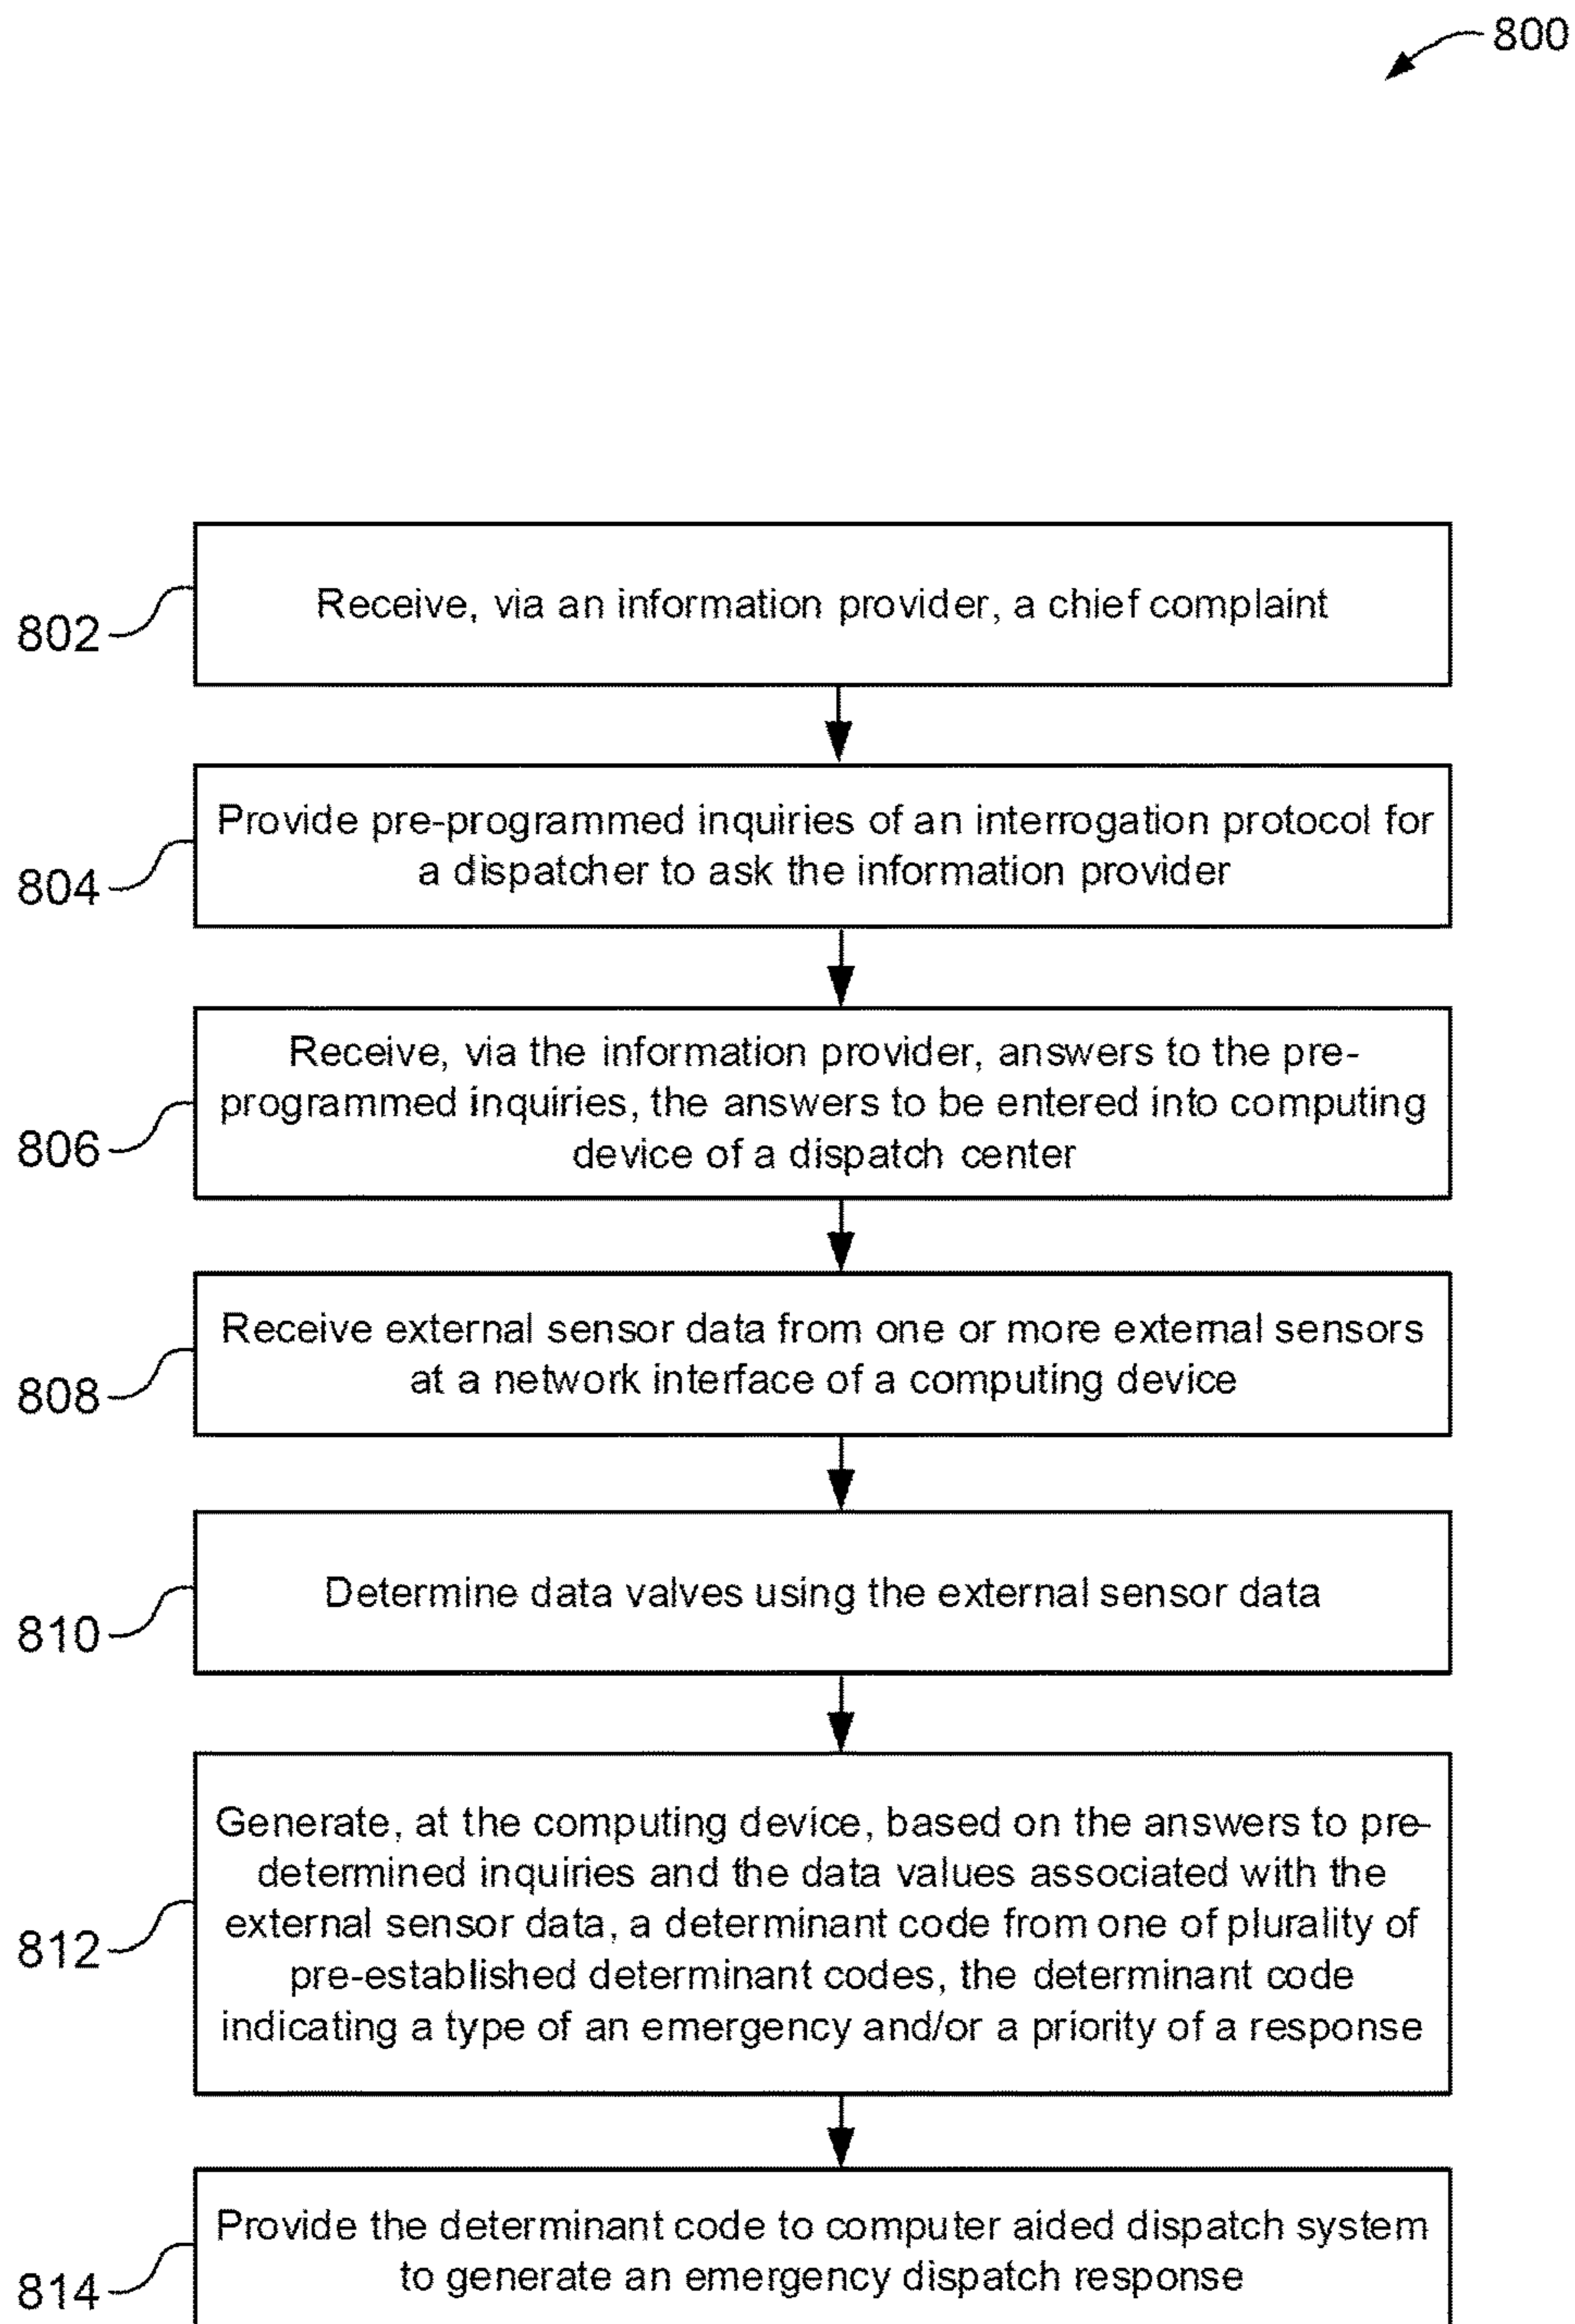 800
802
Receive, via an information provider, a chief complaint
804
Provide pre-programmed inquiries of an interrogation protocol for
a dispatcher to ask the information provider
806
Receive, via the information provider, answers to the pre-
programmed inquiries, the answers to be entered into computing
device of a dispatch center
808
Receive external sensor data from one or more external sensors
at a network interface of a computing device
810
Determine data valves using the external sensor data
812
Generate, at the computing device, based on the answers to pre-
determined inquiries and the data values associated with the
external sensor data, a determinant code from one of plurality of
pre-established determinant codes, the determinant code
indicating a type of an emergency and/or a priority of a response
814
Provide the determinant code to computer aided dispatch system
to generate an emergency dispatch response